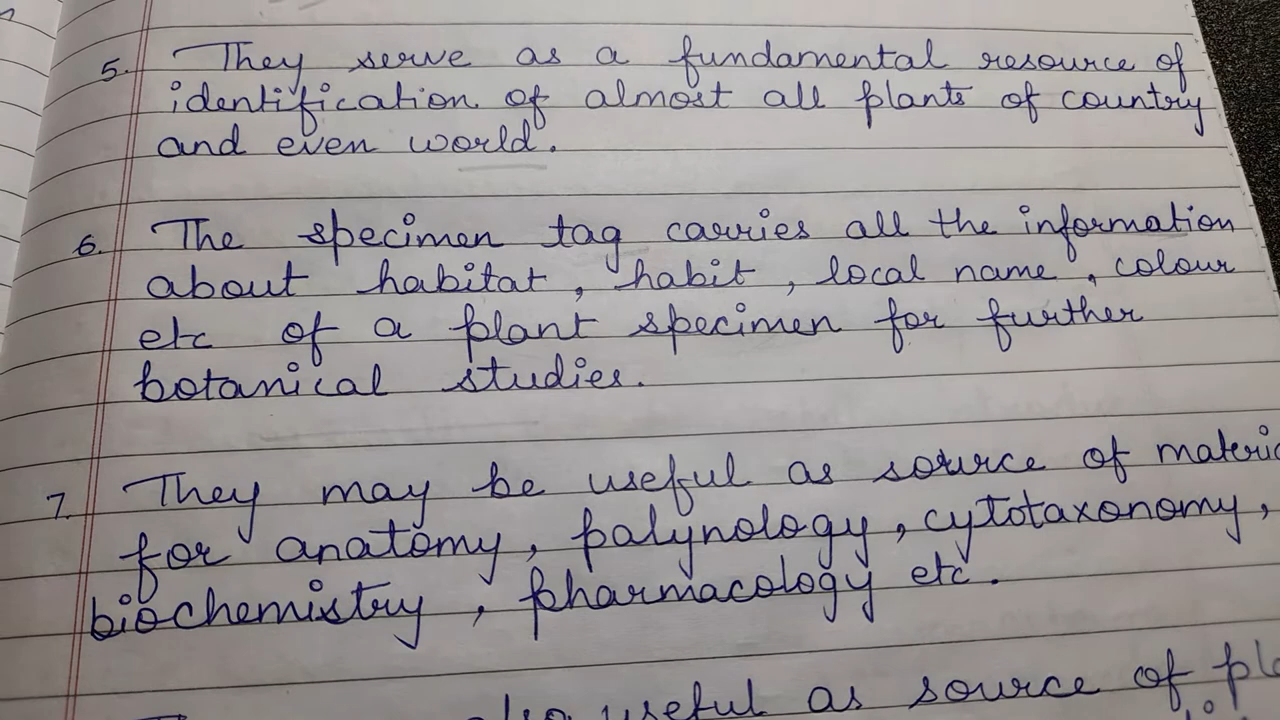 5. They serve as a fundamental resource of
identification of almost all plants of country
and even world.
6. The specimen tag carries all the information
about habitat, habit, local name, colour
etc of a plant specimen for further
botanical studies.
7. They may be useful as source of
for anatomy, palynology, cytotaxonomy,
biochemistry, pharmacology etc.
useful as source of